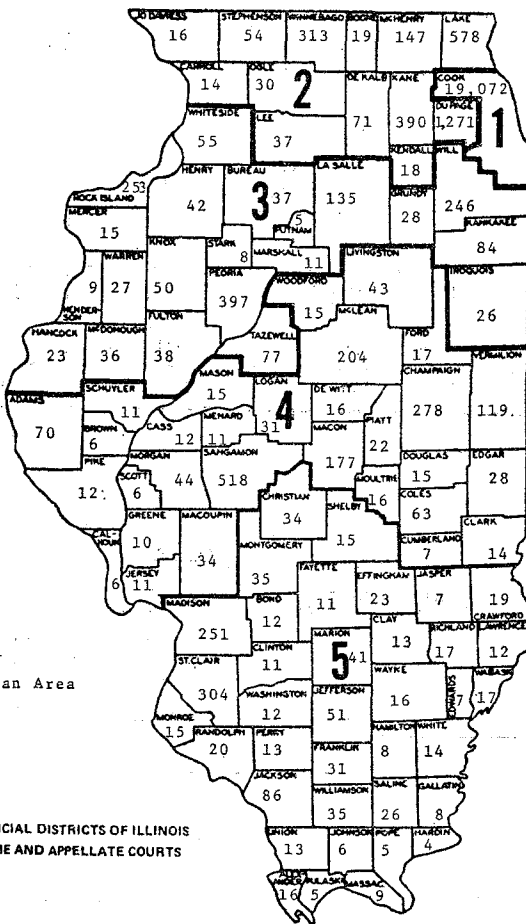 JO DAVIESS STEPHENSON WINNEBAGO BOONE McHENRY LAKE
16 54 313 19 147 578
CARROLL OGLE DE KALB KANE COOK
14 30 2 19,072
DU PAGE 1
1,271
WHITESIDE LEE 71 390 WILL
55 37 KENDALL
18
HENRY BUREAU LA SALLE
253 42 3 37 135 GRUNDY 246
ROCK ISLAND 5 28
MERCER PUTNAM KANKAKEE
15 STARK MARSHALL 84
KNOX 8 11 LIVINGSTON
WARREN PEORIA WOODFORD 43 IROQUOIS
9 27 50 397 15 26
HENDERSON McLEAN
FULTON TAZEWELL FORD
HANCOCK McDONOUGH 17 VERMILION
23 36 38 77 204
MASON CHAMPAIGN
SCHUYLER 15 LOGAN DE WITT
ADAMS 11 4 16 278 119
70 BROWN CASS MENARD 31 PIATT
6 12 11 MACON 22
PIKE MORGAN SANGAMON 177 DOUGLAS EDGAR
SCOTT MOULTRIE 15 28
12 6 44 518 16 COLES
CHRISTIAN SHELBY 63
GREENE MACOUPIN 34 CLARK
CALHOUN 10 34 MONTGOMERY 15 CUMBERLAND
7 14
6 JERSEY 35 FAYETTE EFFINGHAM JASPER
11 11 23 7 19
MADISON BOND CRAWFORD
251 12 CLAY RICHLAND LAWRENCE
MARION 13 17 12
CLINTON 41
ST.CLAIR 11 5 WAYNE WABASH
an Area
304 WASHINGTON JEFFERSON 16 EDWARDS 7 17
12 51
MONROE
15 RANDOLPH PERRY HAMILTON WHITE
20 13 FRANKLIN 8 14
31
JACKSON SALINE GALLATIN
86 WILLIAMSON
35 26 8
CIAL DISTRICTS OF ILLINOIS
ME AND APPELLATE COURTS
UNION JOHNSON POPE HARDIN
13 6 5 4
ALEXANDER PULASKI MASSAC
16 5 9